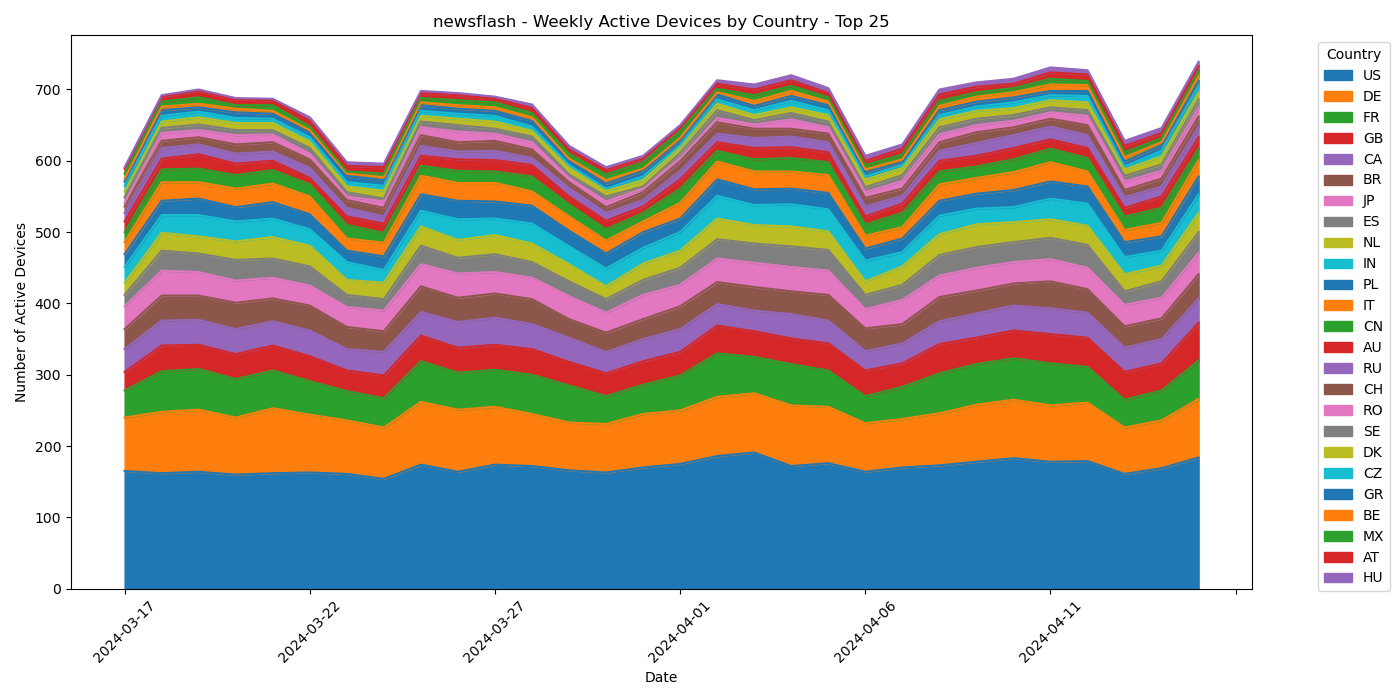 newsflash - Weekly Active Devices by Country - Top 25
Number of Active Devices
700
600
500
400
300
200
100
0
2024-03-17
2024-03-22
2024-03-27
2024-04-01
2024-04-06
2024-04-11
Date
Country
US
DE
FR
GB
CA
BR
JP
ES
NL
IN
PL
IT
CN
AU
RU
CH
RO
SE
DK
CZ
GR
BE
MX
AT
HU